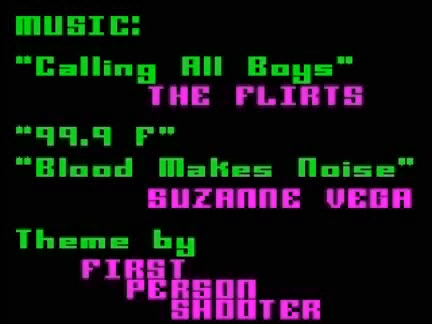 MUSIC:
"Calling All Boys"
THE FLIRTS
"99.9 F"
"Blood Makes Noise"
SUZANNE VEGA
Theme by
FIRST
PERSON
SHOOTER